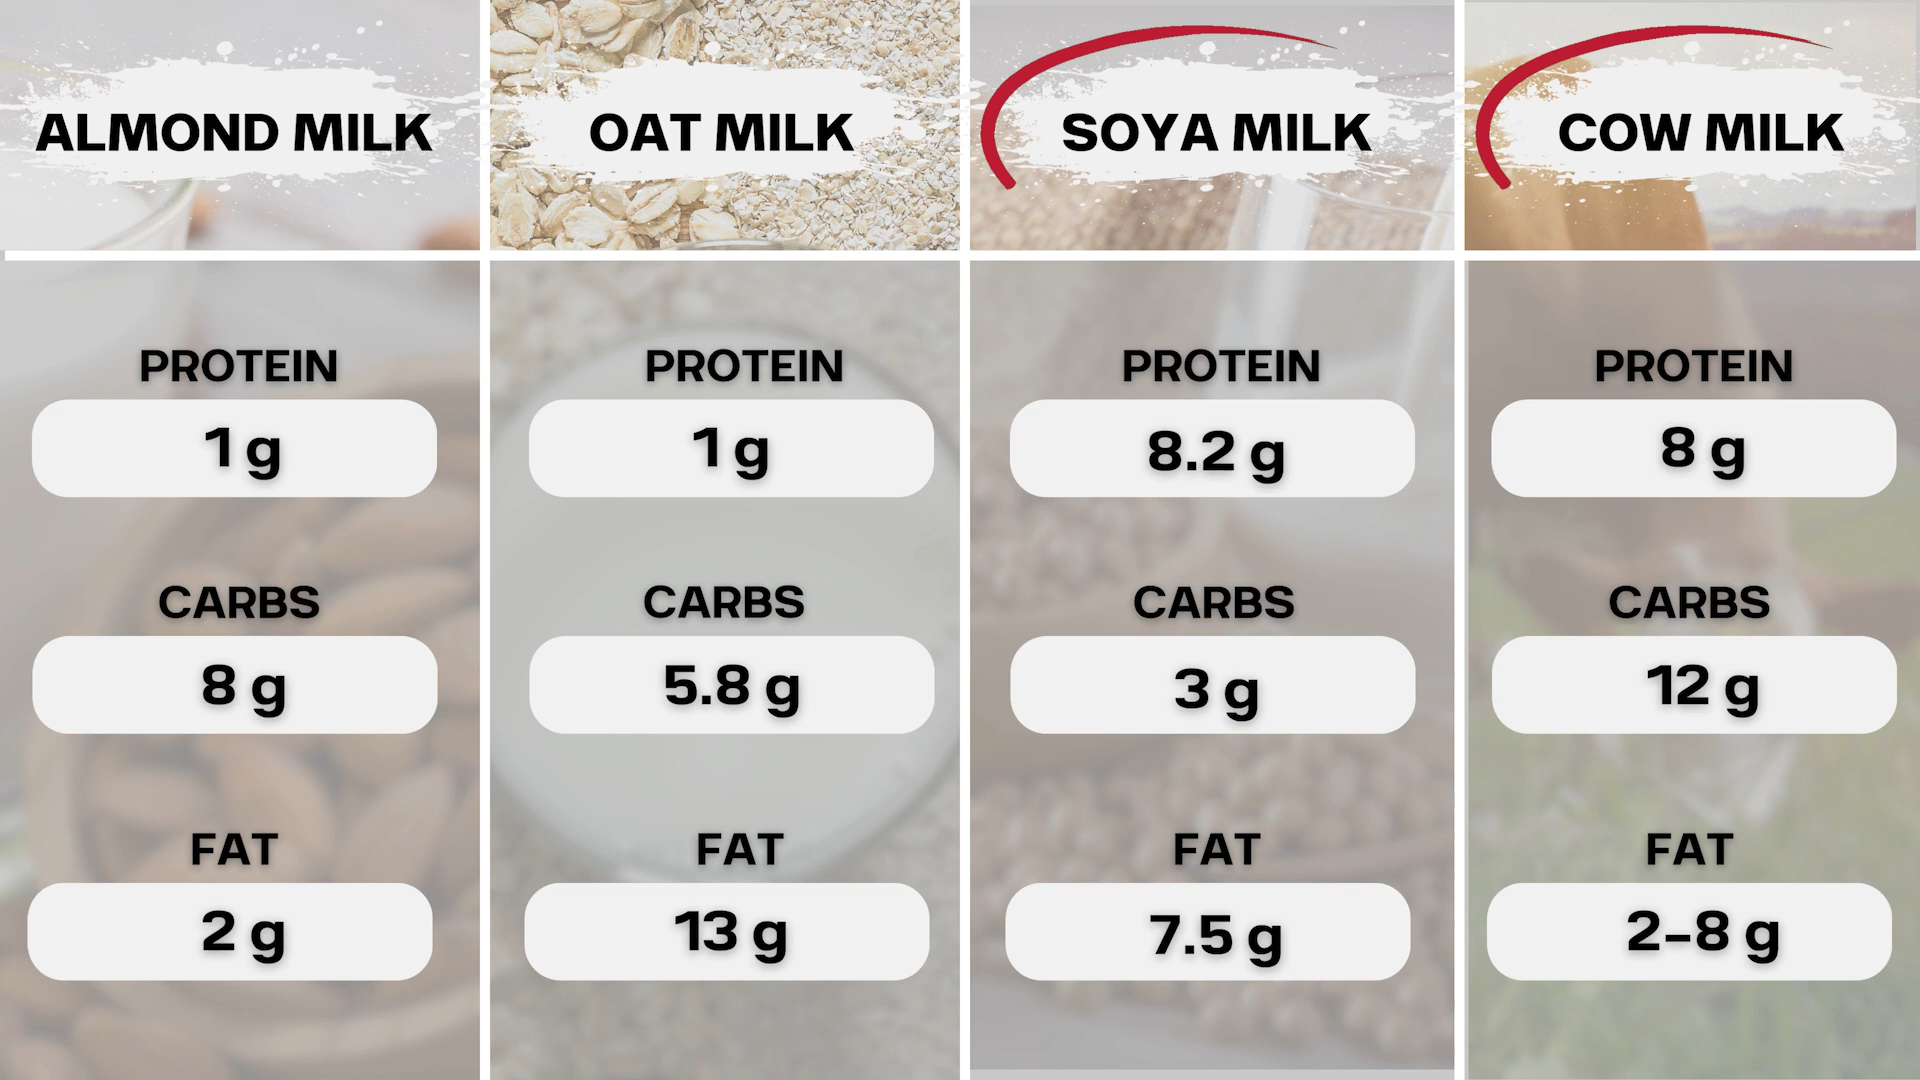 ALMOND MILK
PROTEIN
1 g
CARBS
8 g
FAT
2 g
OAT MILK
PROTEIN
1 g
CARBS
5.8 g
FAT
13 g
SOYA MILK
PROTEIN
8.2 g
CARBS
3 g
FAT
7.5 g
COW MILK
PROTEIN
8 g
CARBS
12 g
FAT
2-8 g